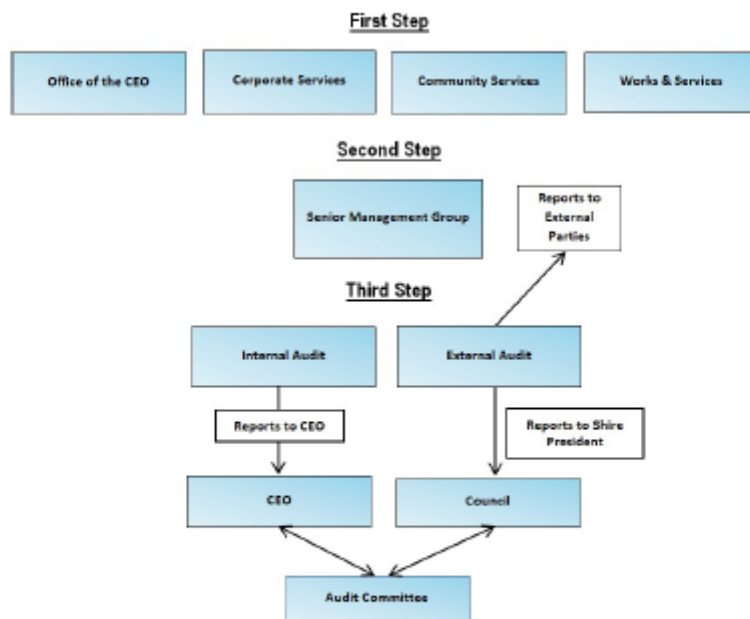 First Step
Office of the CEO
Corporate Services
Community Services
Works & Services
Second Step
Senior Management Group
Reports to
External
Parties
Third Step
Internal Audit
External Audit
Reports to CEO
Reports to Shire
President
CEO
Council
Audit Committee